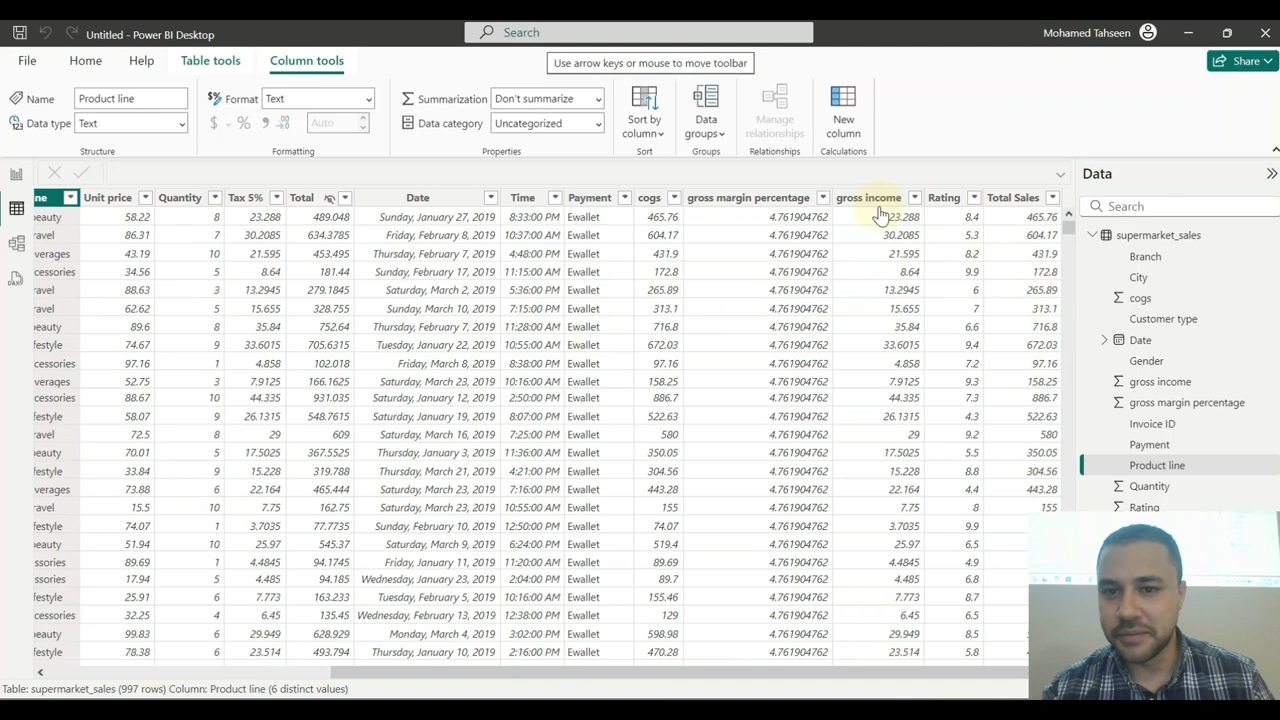 Untitled - Power BI Desktop
Search
Mohamed Tahseen
File Home Help Table tools Column tools
Use arrow keys or mouse to move toolbar
Share
Name Product line
Format Text
Summarization Don't summarize
Data type Text
$ % Auto
Data category Uncategorized
Sort by column
Data groups
Manage relationships
New column
Structure Formatting Properties Sort Groups Relationships Calculations
Data
Search
ne Unit price Quantity Tax 5% Total Date Time Payment cogs gross margin percentage gross income Rating Total Sales
beauty 58.22 8 23.288 489.048 Sunday, January 27, 2019 8:33:00 PM Ewallet 465.76 4.761904762 23.288 8.4 465.76
ravel 86.31 7 30.2085 634.3785 Friday, February 8, 2019 10:37:00 AM Ewallet 604.17 4.761904762 30.2085 5.3 604.17
verages 43.19 10 21.595 453.495 Thursday, February 7, 2019 4:48:00 PM Ewallet 431.9 4.761904762 21.595 8.2 431.9
cessories 34.56 5 8.64 181.44 Sunday, February 17, 2019 11:15:00 AM Ewallet 172.8 4.761904762 8.64 9.9 172.8
ravel 88.63 3 13.2945 279.1845 Saturday, March 2, 2019 5:36:00 PM Ewallet 265.89 4.761904762 13.2945 6 265.89
ravel 62.62 5 15.655 328.755 Sunday, March 10, 2019 7:15:00 PM Ewallet 313.1 4.761904762 15.655 7 313.1
beauty 89.6 8 35.84 752.64 Thursday, February 7, 2019 11:28:00 AM Ewallet 716.8 4.761904762 35.84 6.6 716.8
festyle 74.67 9 33.6015 705.6315 Tuesday, January 22, 2019 10:55:00 AM Ewallet 672.03 4.761904762 33.6015 9.4 672.03
cessories 97.16 1 4.858 102.018 Friday, March 8, 2019 10:38:00 AM Ewallet 97.16 4.761904762 4.858 7.2 97.16
verages 52.75 3 7.9125 166.1625 Saturday, March 23, 2019 10:16:00 AM Ewallet 158.25 4.761904762 7.9125 9.3 158.25
cessories 88.67 10 44.335 931.035 Saturday, January 12, 2019 2:50:00 PM Ewallet 886.7 4.761904762 44.335 7.3 886.7
festyle 58.07 9 26.1315 548.7615 Saturday, January 19, 2019 8:07:00 PM Ewallet 522.63 4.761904762 26.1315 4.3 522.63
ravel 72.5 8 29 609 Saturday, March 16, 2019 7:25:00 PM Ewallet 580 4.761904762 29 9.2 580
beauty 70.01 5 17.5025 367.5525 Thursday, January 3, 2019 11:36:00 AM Ewallet 350.05 4.761904762 17.5025 5.5 350.05
festyle 33.84 9 15.228 319.788 Thursday, March 21, 2019 4:21:00 PM Ewallet 304.56 4.761904762 15.228 8.8 304.56
verages 73.88 6 22.164 465.444 Saturday, March 23, 2019 7:16:00 PM Ewallet 443.28 4.761904762 22.164 4.4 443.28
ravel 15.5 10 7.75 162.75 Saturday, March 23, 2019 10:55:00 AM Ewallet 155 4.761904762 7.75 8 155
ifestyle 74.07 1 3.7035 77.7735 Sunday, February 10, 2019 12:50:00 PM Ewallet 74.07 4.761904762 3.7035 9.9
beauty 51.94 10 25.97 545.37 Saturday, March 9, 2019 6:24:00 PM Ewallet 519.4 4.761904762 25.97 6.5
ssories 89.69 1 4.4845 94.1745 Friday, January 11, 2019 11:20:00 AM Ewallet 89.69 4.761904762 4.4845 4.9
ssories 17.94 5 4.485 94.185 Wednesday, January 23, 2019 2:04:00 PM Ewallet 89.7 4.761904762 4.485 6.8
festyle 25.91 6 7.773 163.233 Tuesday, February 5, 2019 10:16:00 AM Ewallet 155.46 4.761904762 7.773 8.7
cessories 32.25 4 6.45 135.45 Wednesday, February 13, 2019 12:38:00 PM Ewallet 129 4.761904762 6.45 6.5
beauty 99.83 6 29.949 628.929 Monday, March 4, 2019 3:02:00 PM Ewallet 598.98 4.761904762 29.949 8.5
ifestyle 78.38 6 23.514 493.794 Thursday, January 10, 2019 2:16:00 PM Ewallet 470.28 4.761904762 23.514 5.8
supermarket_sales
Branch
City
cogs
Customer type
Date
Gender
gross income
gross margin percentage
Invoice ID
Payment
Product line
Quantity
Rating
Table: supermarket_sales (997 rows) Column: Product line (6 distinct values)